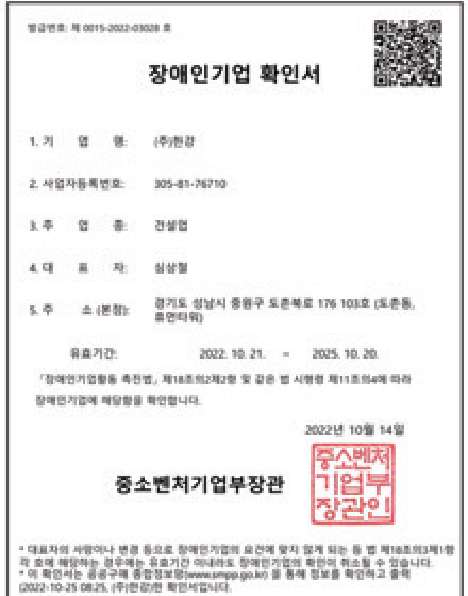 발급번호: 제 0015-2022-03028 호
장애인기업 확인서
1. 기 업 명: (주)한강
2. 사업자등록번호: 305-81-76710
3. 주 업 종: 건설업
4. 대 표 자: 심상철
5. 주 소 (본점): 경기도 성남시 중원구 도촌북로 176 103호 (도촌동,
휴먼타워)
유효기간: 2022. 10. 21. ~ 2025. 10. 20.
「장애인기업활동 촉진법」 제18조의2제2항 및 같은 법 시행령 제11조의4에 따라
장애인기업에 해당함을 확인합니다.
2022년 10월 14일
중소벤처기업부장관
중소벤처
기업부
장관인
* 대표자의 사망이나 변경 등으로 장애인기업의 요건에 맞지 않게 되는 등 법 제18조의3제1항
각 호에 해당하는 경우에는 유효기간 이내라도 장애인기업의 확인이 취소될 수 있습니다.
* 이 확인서는 공공구매 종합정보망(www.smpp.go.kr) 을 통해 정보를 확인하고 출력
(2022-10-25 08:25, (주)한강)한 확인서입니다.